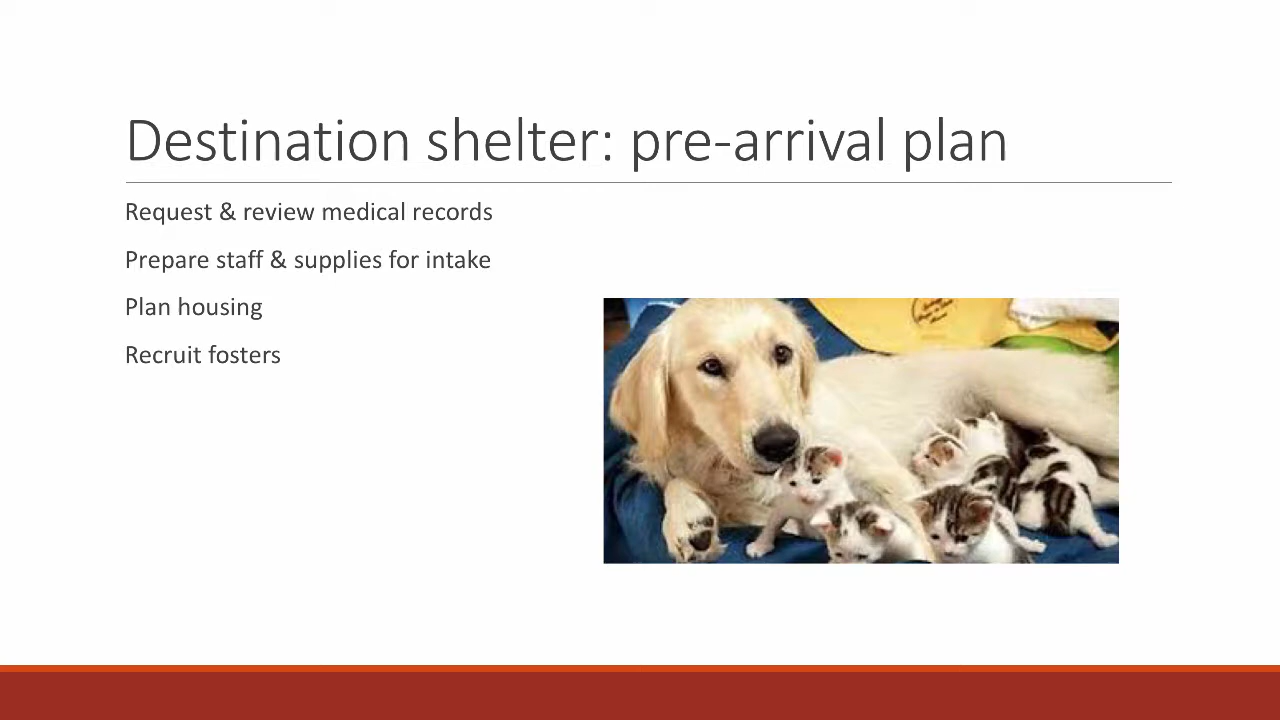 Destination shelter: pre-arrival plan
Request & review medical records
Prepare staff & supplies for intake
Plan housing
Recruit fosters